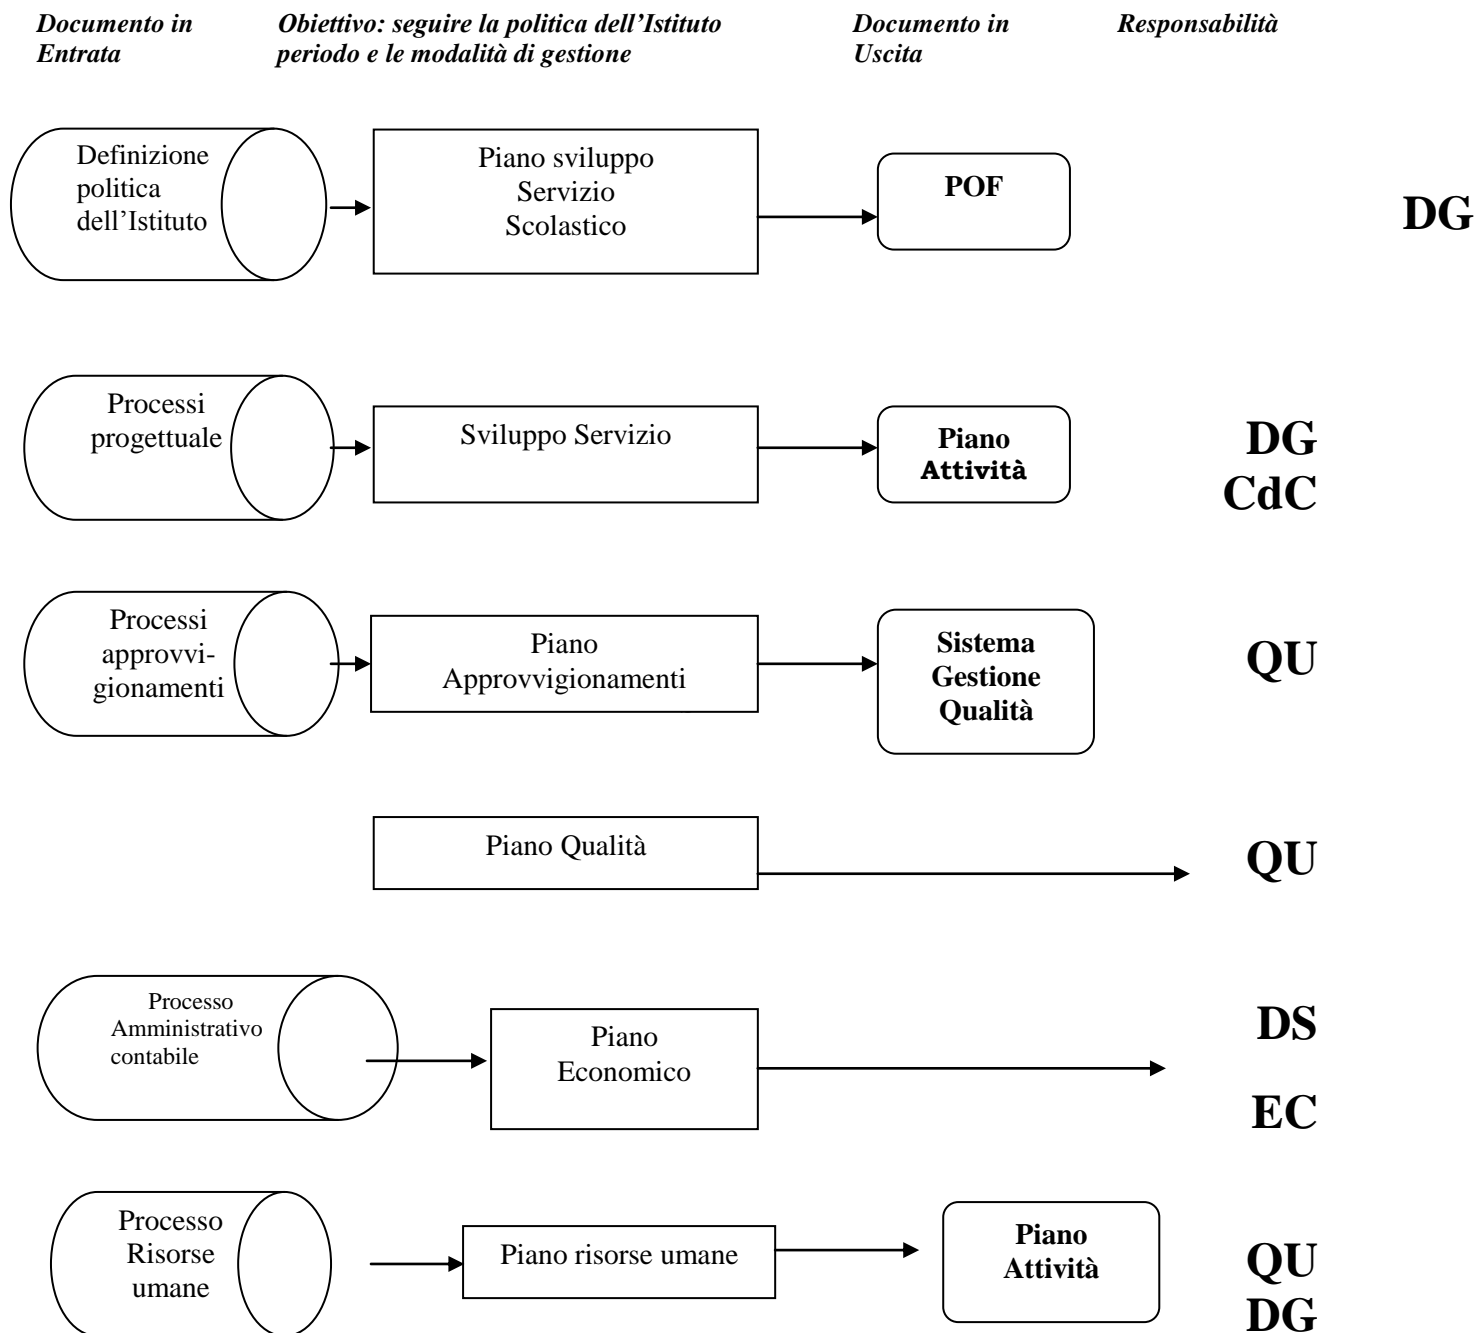 Documento in
Entrata
Obiettivo: seguire la politica dell’Istituto
periodo e le modalità di gestione
Documento in
Uscita
Responsabilità
Definizione
politica
dell’Istituto
Piano sviluppo
Servizio
Scolastico
POF
DG
Processi
progettuale
Sviluppo Servizio
Piano
Attività
DG
CdC
Processi
approvvi-
gionamenti
Piano
Approvvigionamenti
Sistema
Gestione
Qualità
QU
Piano Qualità
QU
Processo
Amministrativo
contabile
Piano
Economico
DS
EC
Processo
Risorse
umane
Piano risorse umane
Piano
Attività
QU
DG